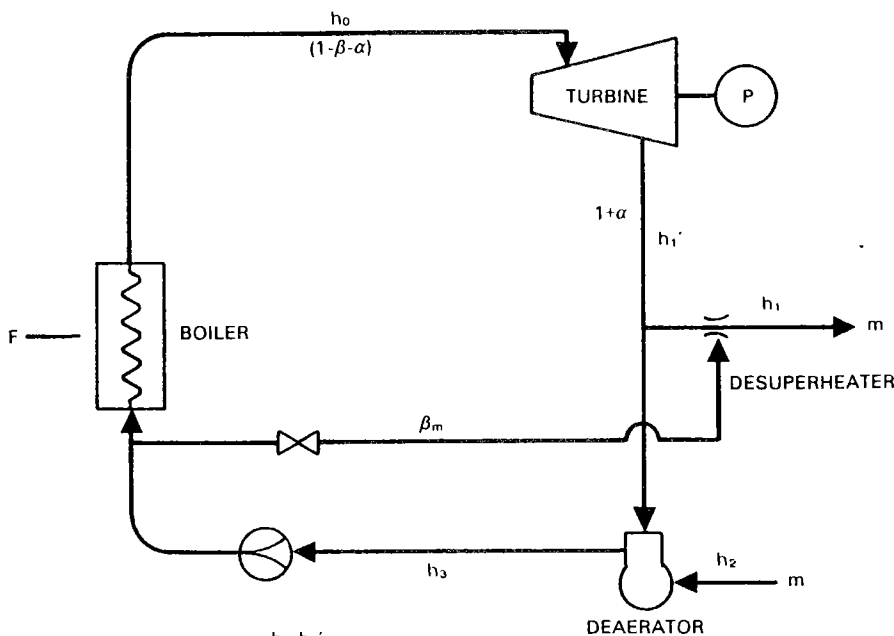 h₀
(1-β-α)
TURBINE
P
1+α
h₁′
h₁
m
F
BOILER
DESUPERHEATER
βm
h₂
m
h₃
DEAERATOR